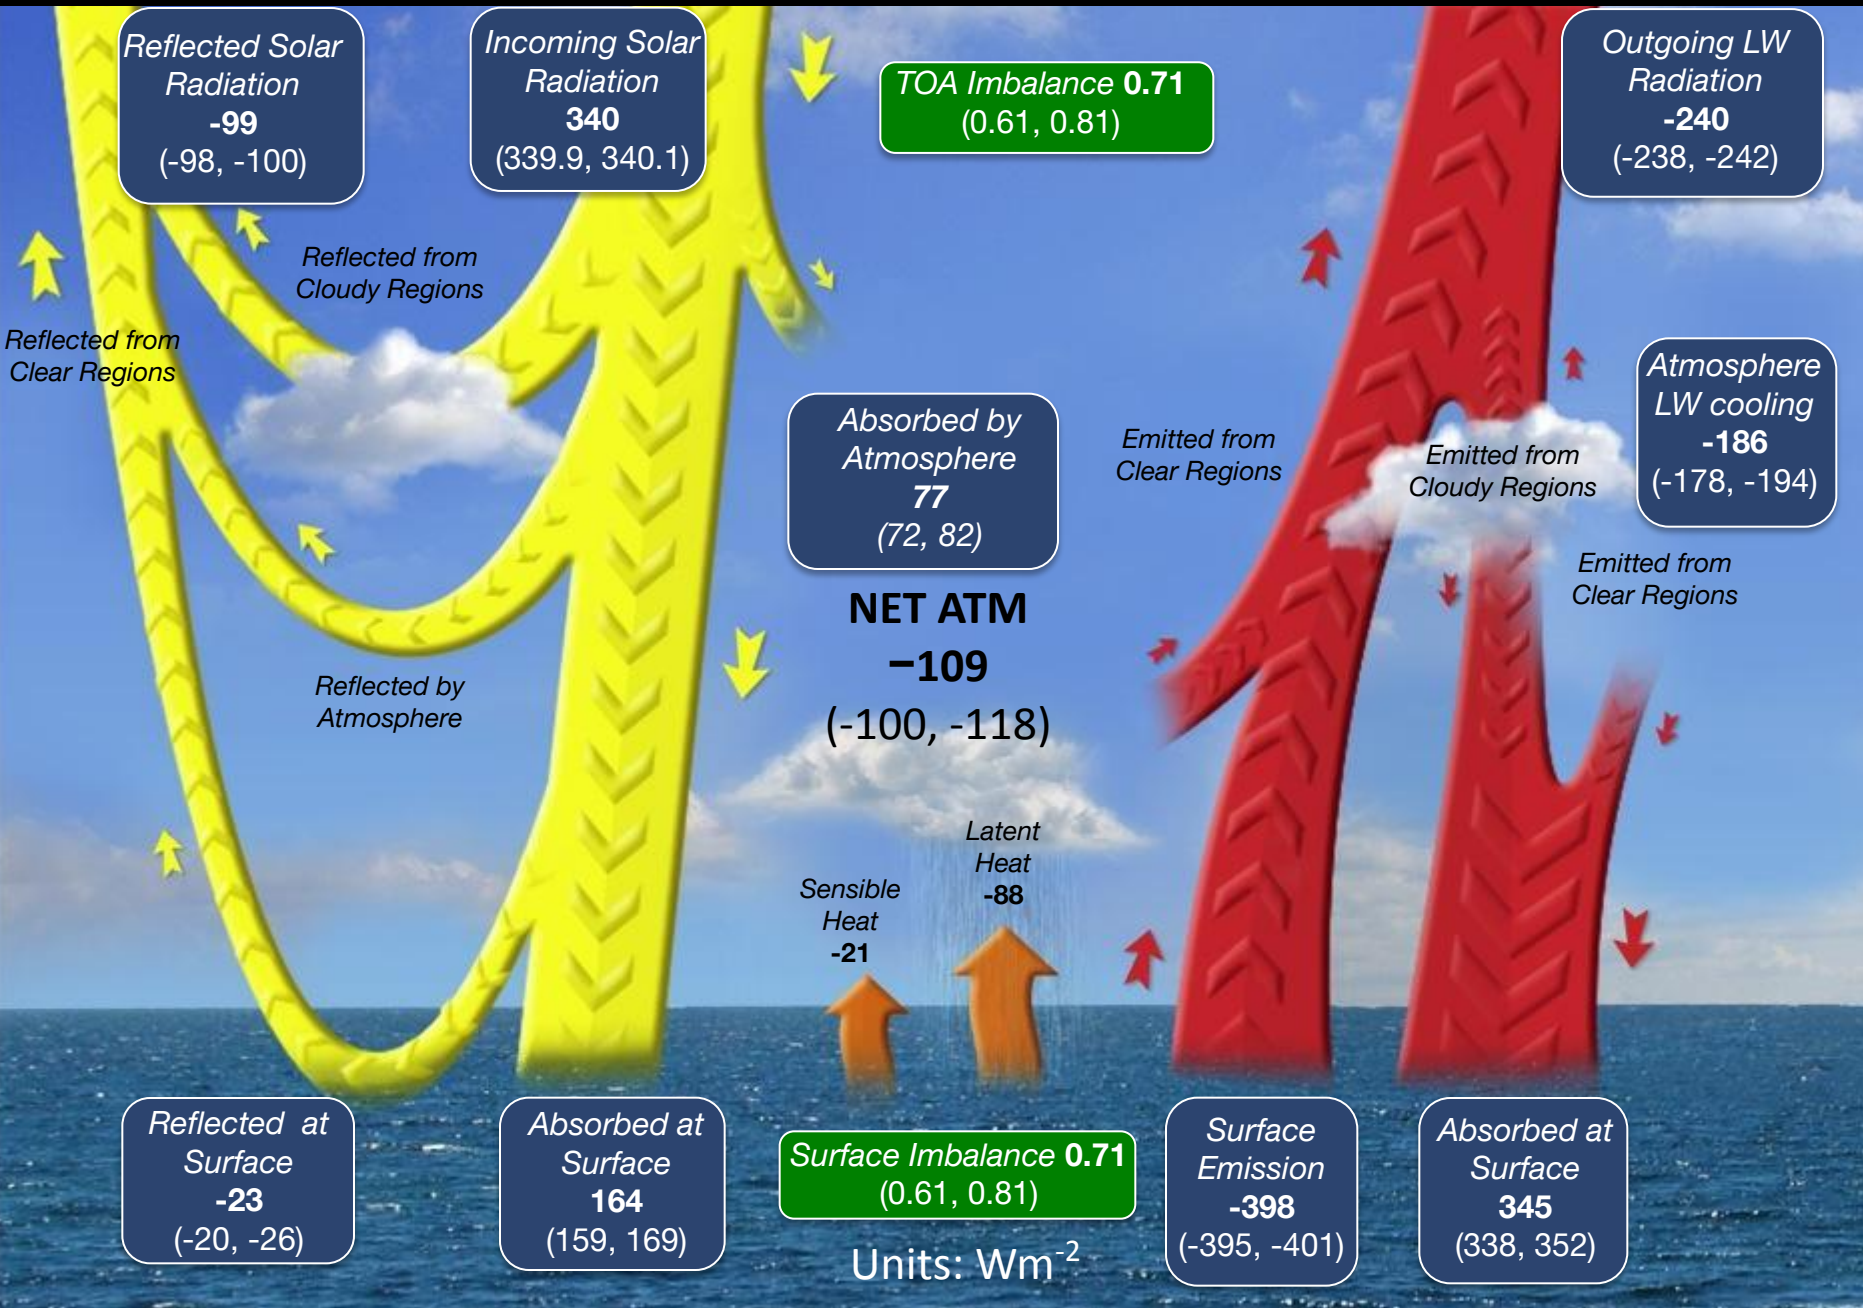 Reflected Solar
Radiation
-99
(-98, -100)
Incoming Solar
Radiation
340
(339.9, 340.1)
TOA Imbalance 0.71
(0.61, 0.81)
Outgoing LW
Radiation
-240
(-238, -242)
Reflected from
Cloudy Regions
Reflected from
Clear Regions
Absorbed by
Atmosphere
77
(72, 82)
Emitted from
Clear Regions
Emitted from
Cloudy Regions
Atmosphere
LW cooling
-186
(-178, -194)
Emitted from
Clear Regions
NET ATM
−109
(-100, -118)
Reflected by
Atmosphere
Sensible
Heat
-21
Latent
Heat
-88
Reflected at
Surface
-23
(-20, -26)
Absorbed at
Surface
164
(159, 169)
Surface Imbalance 0.71
(0.61, 0.81)
Units: Wm-2
Surface
Emission
-398
(-395, -401)
Absorbed at
Surface
345
(338, 352)